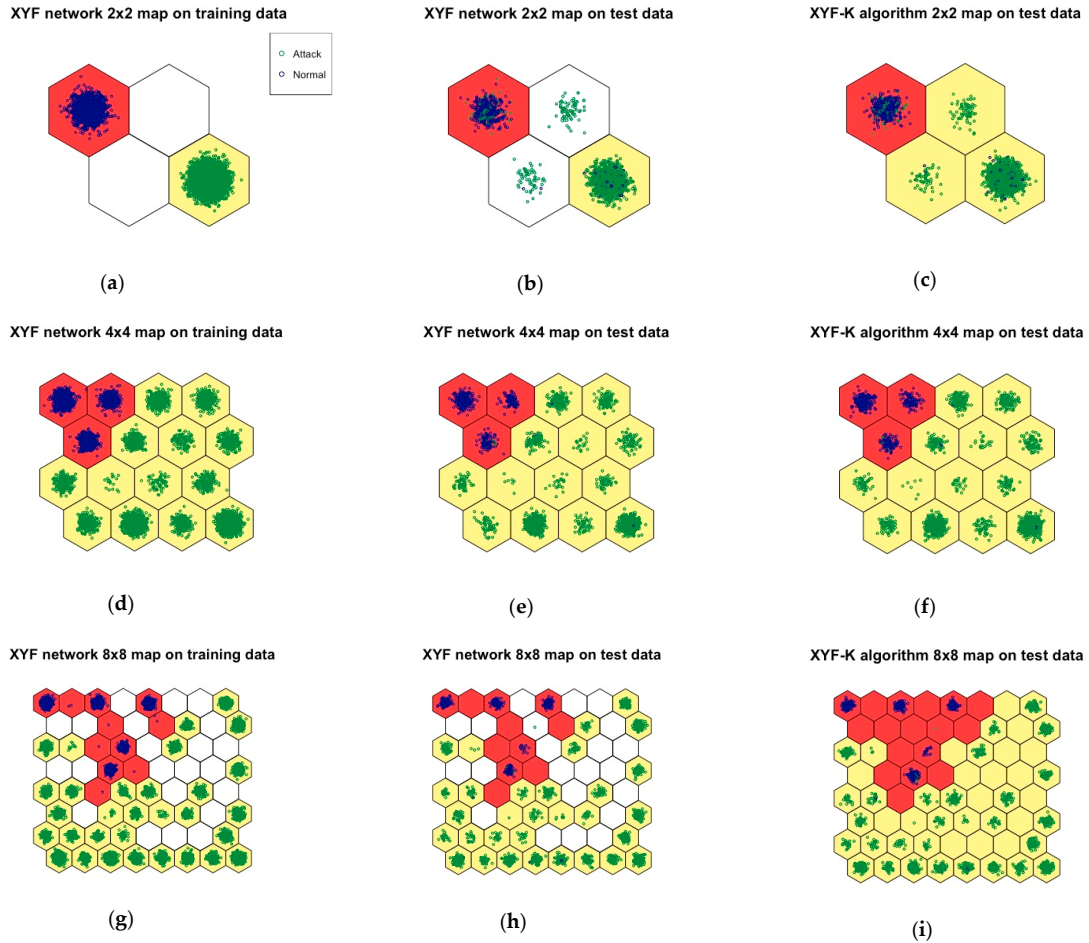 XYF network 2x2 map on training data
XYF network 2x2 map on test data
XYF-K algorithm 2x2 map on test data
Attack
Normal
(a)
(b)
(c)
XYF network 4x4 map on training data
XYF network 4x4 map on test data
XYF-K algorithm 4x4 map on test data
(d)
(e)
(f)
XYF network 8x8 map on training data
XYF network 8x8 map on test data
XYF-K algorithm 8x8 map on test data
(g)
(h)
(i)